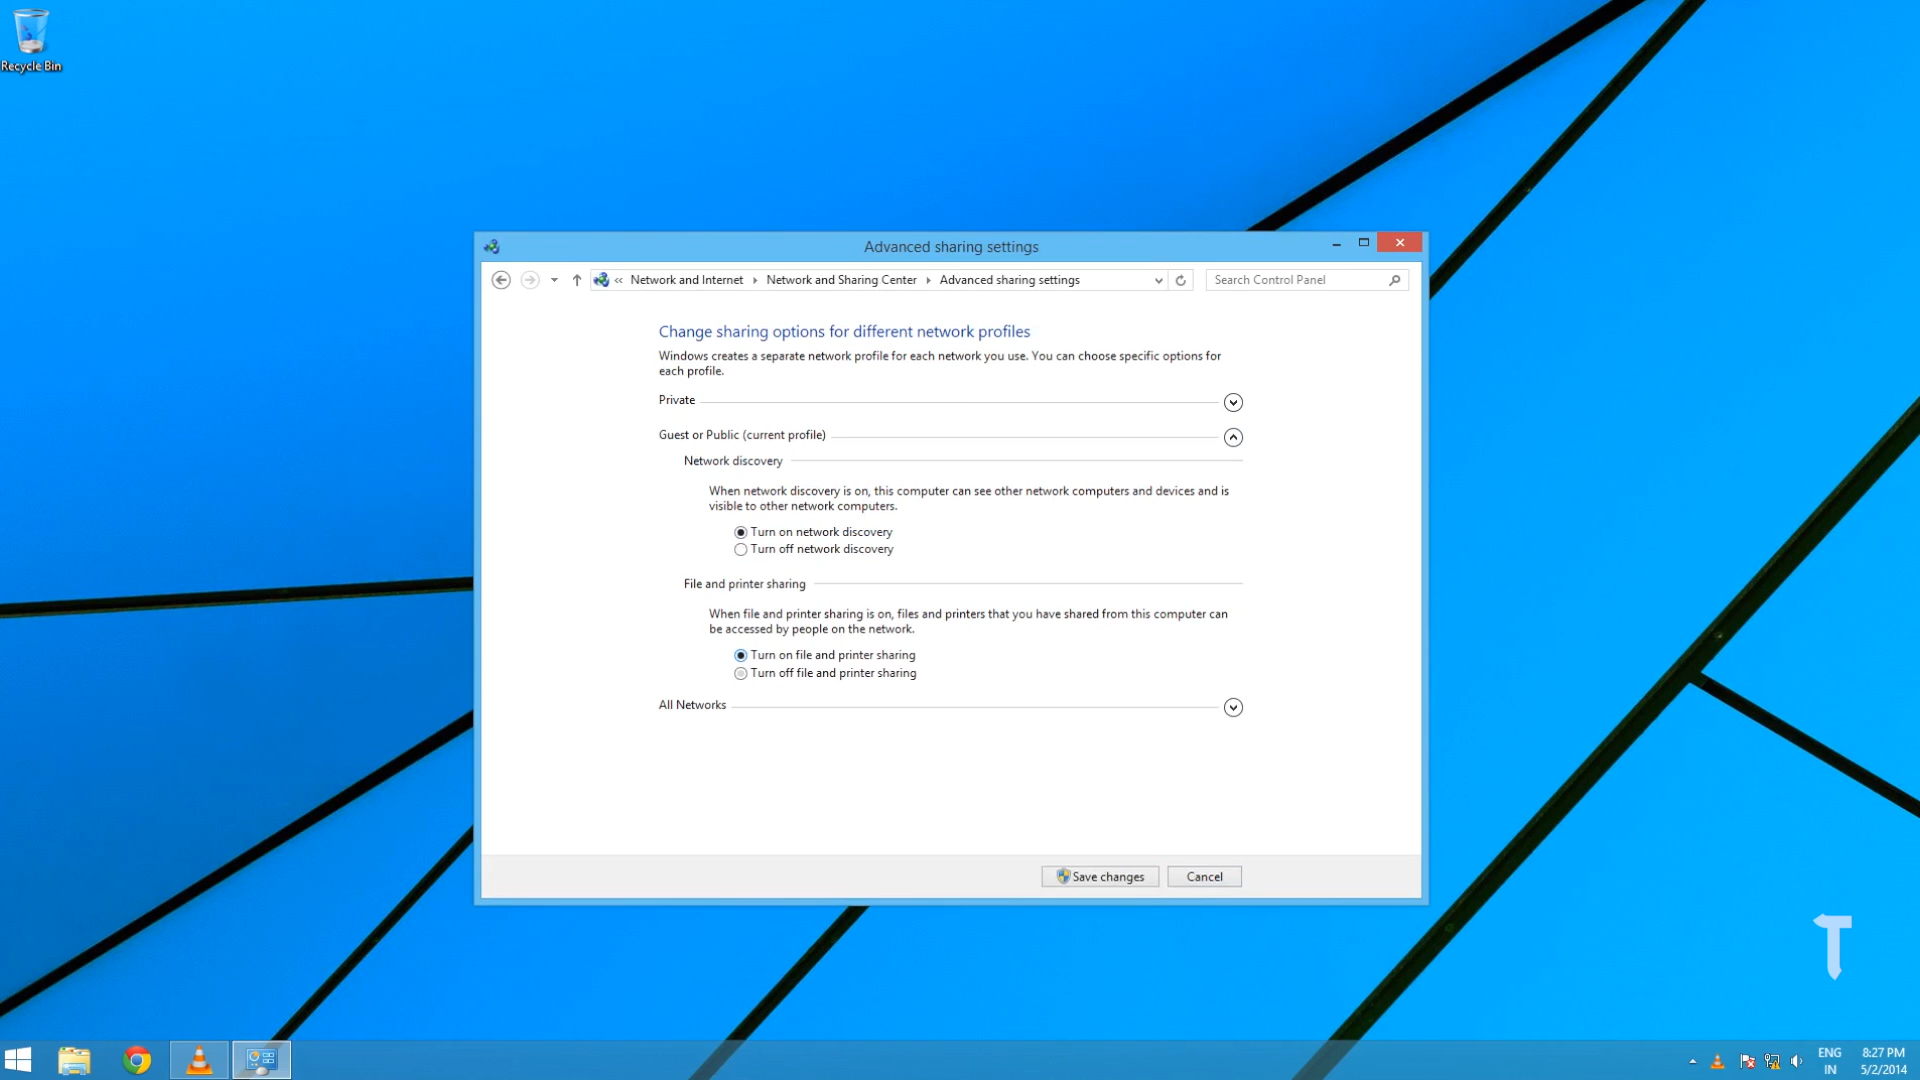 Recycle Bin
Advanced sharing settings
« Network and Internet Network and Sharing Center Advanced sharing settings
Search Control Panel
Change sharing options for different network profiles
Windows creates a separate network profile for each network you use. You can choose specific options for
each profile.
Private
Guest or Public (current profile)
Network discovery
When network discovery is on, this computer can see other network computers and devices and is
visible to other network computers.
Turn on network discovery
Turn off network discovery
File and printer sharing
When file and printer sharing is on, files and printers that you have shared from this computer can
be accessed by people on the network.
Turn on file and printer sharing
Turn off file and printer sharing
All Networks
Save changes
Cancel
T
ENG
IN
8:27 PM
5/2/2014